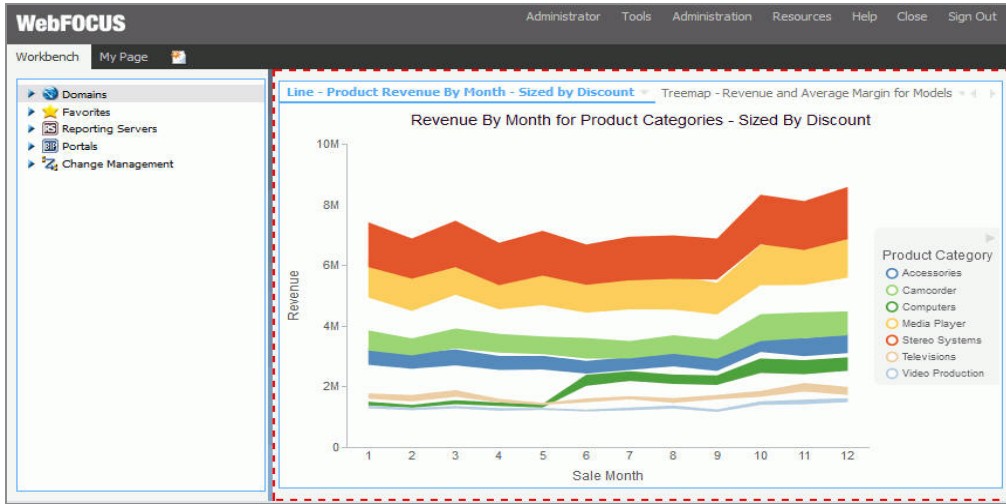 WebFOCUS
Administrator Tools Administration Resources Help Close Sign Out
Workbench My Page
Domains
Favorites
Reporting Servers
BIP Portals
Change Management
Line - Product Revenue By Month - Sized by Discount
Treemap - Revenue and Average Margin for Models
Revenue By Month for Product Categories - Sized By Discount
10M
8M
6M
4M
2M
0
Revenue
1 2 3 4 5 6 7 8 9 10 11 12
Sale Month
Product Category
Accessories
Camcorder
Computers
Media Player
Stereo Systems
Televisions
Video Production